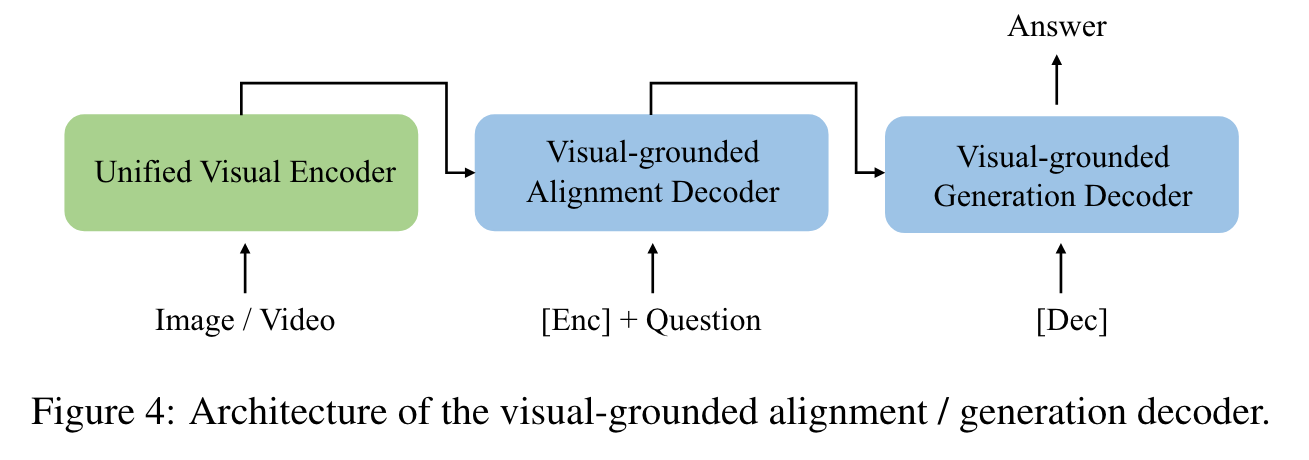 Answer
Unified Visual Encoder
Visual-grounded
Alignment Decoder
Visual-grounded
Generation Decoder
Image / Video
[Enc] + Question
[Dec]
Figure 4: Architecture of the visual-grounded alignment / generation decoder.